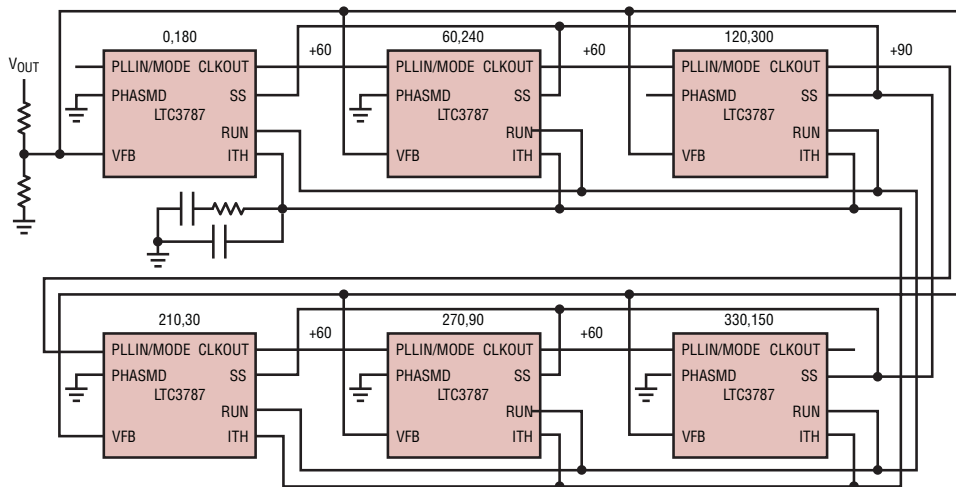 0,180
60,240
120,300
+60
+60
+90
VOUT
PLLIN/MODE CLKOUT
PHASMD SS
LTC3787
RUN
VFB ITH
PLLIN/MODE CLKOUT
PHASMD SS
LTC3787
RUN
VFB ITH
PLLIN/MODE CLKOUT
PHASMD SS
LTC3787
RUN
VFB ITH
210,30
270,90
330,150
+60
+60
PLLIN/MODE CLKOUT
PHASMD SS
LTC3787
RUN
VFB ITH
PLLIN/MODE CLKOUT
PHASMD SS
LTC3787
RUN
VFB ITH
PLLIN/MODE CLKOUT
PHASMD SS
LTC3787
RUN
VFB ITH